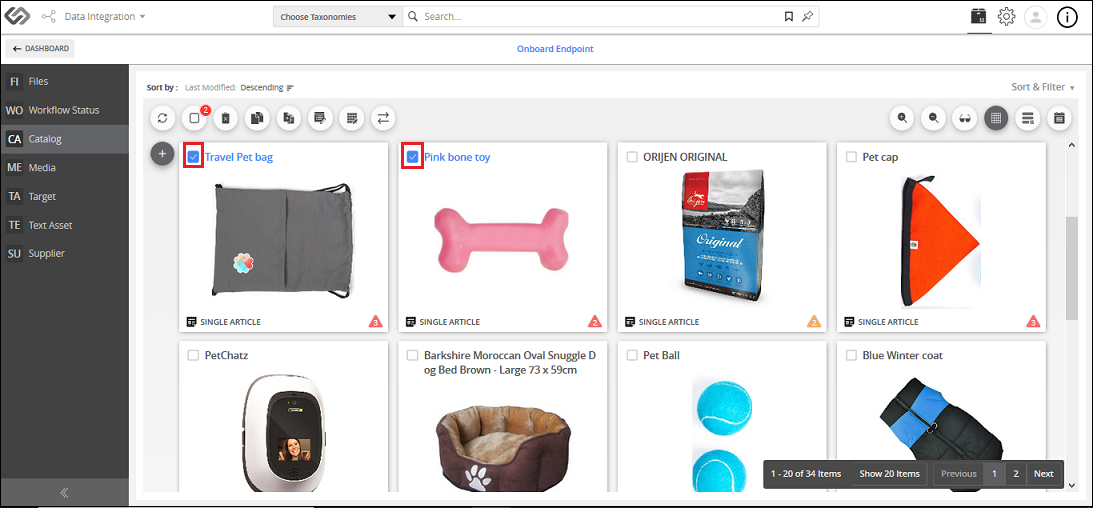 Data Integration
Choose Taxonomies
Search...
DASHBOARD
Onboard Endpoint
FI Files
WO Workflow Status
CA Catalog
ME Media
TA Target
TE Text Asset
SU Supplier
Sort by : Last Modified: Descending
Sort & Filter
2
Travel Pet bag
Pink bone toy
ORIJEN ORIGINAL
Pet cap
Orijen
Original
SINGLE ARTICLE 3
SINGLE ARTICLE 2
SINGLE ARTICLE 2
SINGLE ARTICLE 3
PetChatz
Barkshire Moroccan Oval Snuggle D
og Bed Brown - Large 73 x 59cm
Pet Ball
Blue Winter coat
1 - 20 of 34 Items Show 20 Items Previous 1 2 Next